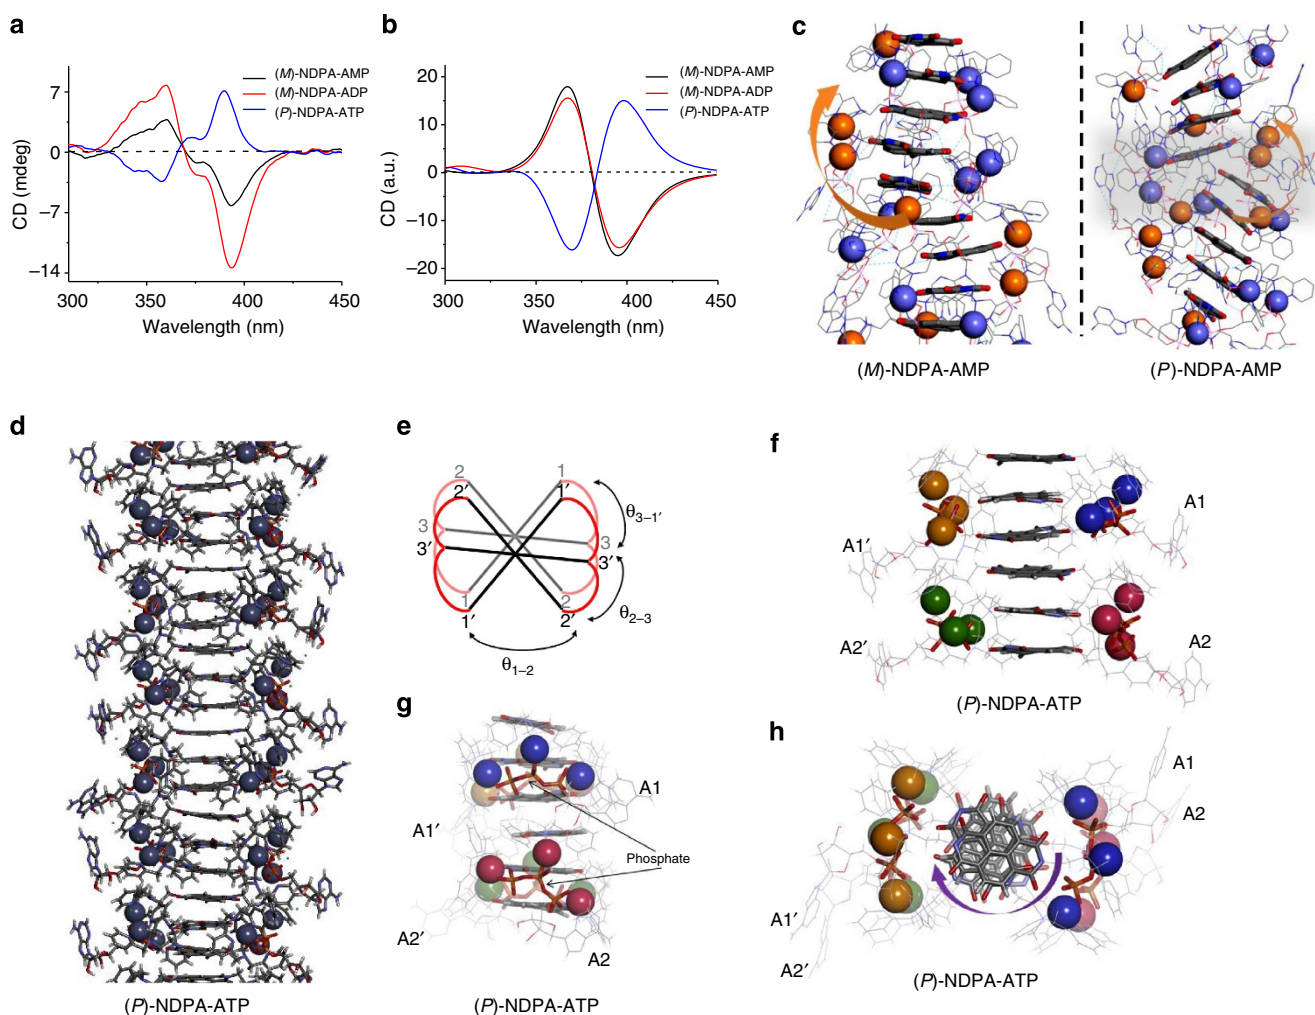 a
7
0
−7
−14
CD (mdeg)
(M)-NDPA-AMP
(M)-NDPA-ADP
(P)-NDPA-ATP
300
350
400
450
Wavelength (nm)
b
20
10
0
−10
−20
CD (a.u.)
(M)-NDPA-AMP
(M)-NDPA-ADP
(P)-NDPA-ATP
300
350
400
450
Wavelength (nm)
c
(M)-NDPA-AMP
(P)-NDPA-AMP
d
(P)-NDPA-ATP
e
2
1
2′
1′
θ3–1′
3
3
3′
3′
1
2
θ2–3
1′
2′
θ1–2
f
A1
A1′
A2′
A2
(P)-NDPA-ATP
g
A1
A1′
Phosphate
A2′
A2
(P)-NDPA-ATP
h
A1
A2
A1′
A2′
(P)-NDPA-ATP